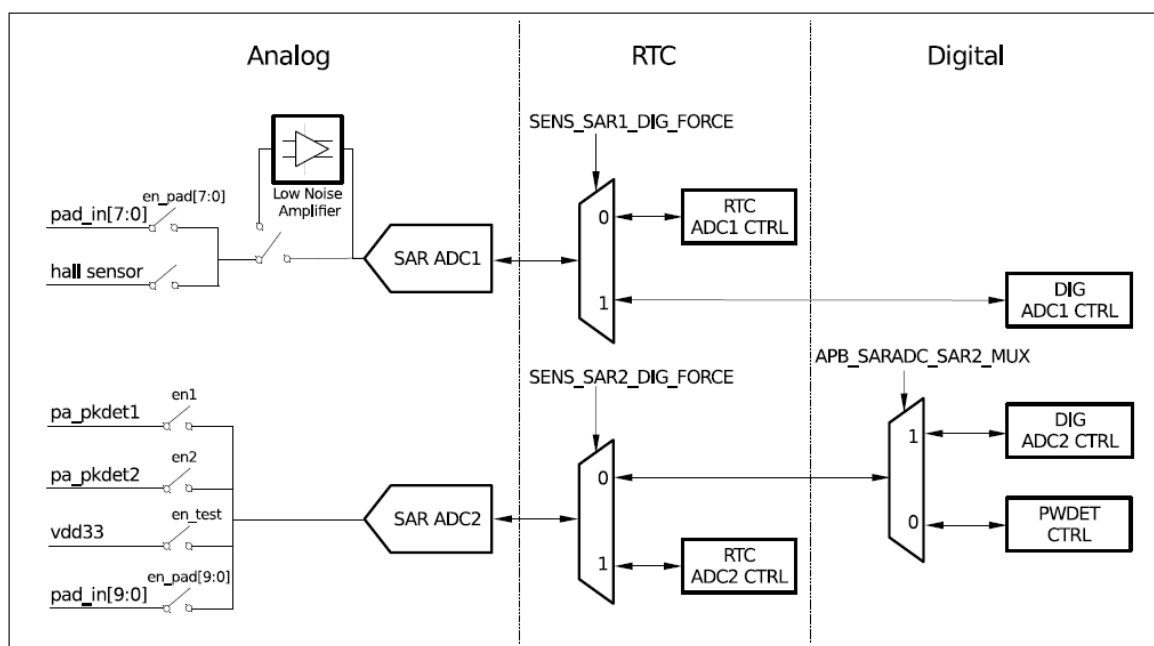 Analog
RTC
Digital
SENS_SAR1_DIG_FORCE
Low Noise
Amplifier
en_pad[7:0]
pad_in[7:0]
hall sensor
SAR ADC1
0
1
RTC
ADC1 CTRL
DIG
ADC1 CTRL
SENS_SAR2_DIG_FORCE
APB_SARADC_SAR2_MUX
en1
pa_pkdet1
en2
pa_pkdet2
en_test
vdd33
en_pad[9:0]
pad_in[9:0]
SAR ADC2
0
1
RTC
ADC2 CTRL
1
0
DIG
ADC2 CTRL
PWDET
CTRL